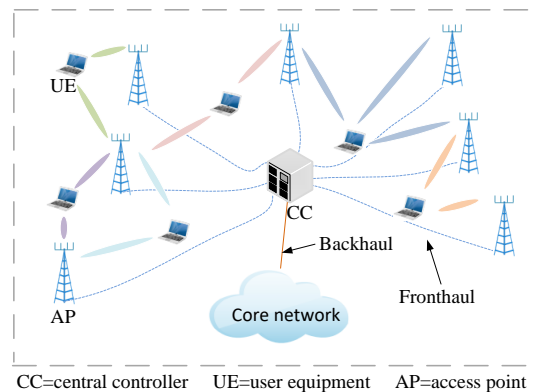 UE
CC
Backhaul
AP
Core network
Fronthaul
CC=central controller UE=user equipment AP=access point